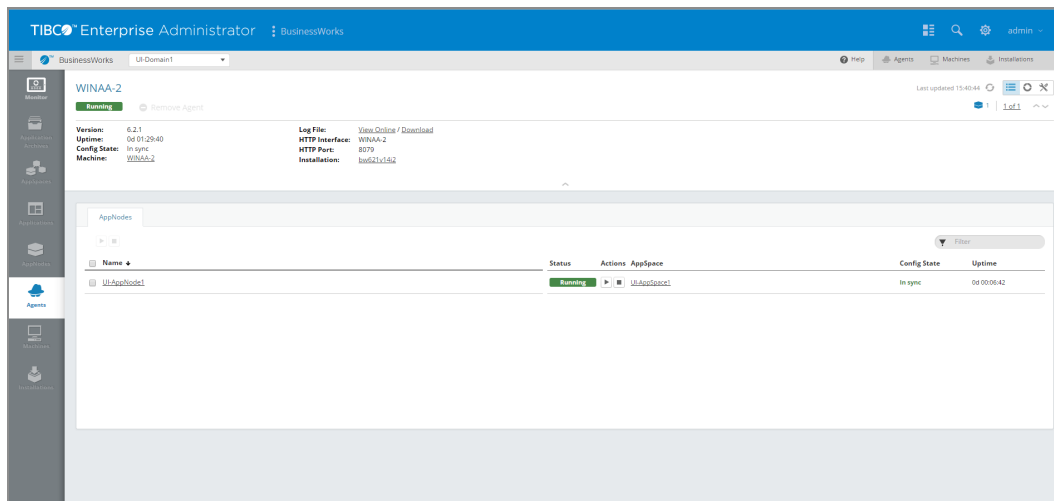 TIBCO™ Enterprise Administrator BusinessWorks admin
BusinessWorks UI-Domain1 Help Agents Machines Installations
Monitor
WINAA-2 Last updated 15:40:44
Running Remove Agent 1 1 of 1
Version: 6.2.1 Log File: View Online / Download
Uptime: 0d 01:29:40 HTTP Interface: WINAA-2
Config State: In sync HTTP Port: 8079
Machine: WINAA-2 Installation: bw621v14i2
Application Archives
AppSpaces
Applications
AppNodes
Agents
Machines
Installations
AppNodes
Filter
Name Status Actions AppSpace Config State Uptime
UI-AppNode1 Running UI-AppSpace1 In sync 0d 00:06:42